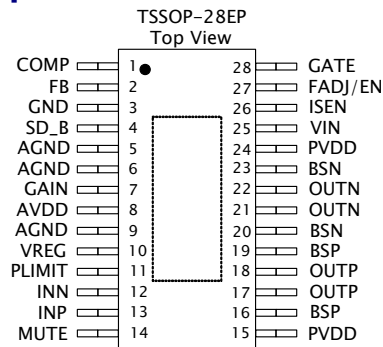 TSSOP-28EP
Top View
COMP 1 28 GATE
FB 2 27 FADJ/EN
GND 3 26 ISEN
SD_B 4 25 VIN
AGND 5 24 PVDD
AGND 6 23 BSN
GAIN 7 22 OUTN
AVDD 8 21 OUTN
AGND 9 20 BSN
VREG 10 19 BSP
PLIMIT 11 18 OUTP
INN 12 17 OUTP
INP 13 16 BSP
MUTE 14 15 PVDD